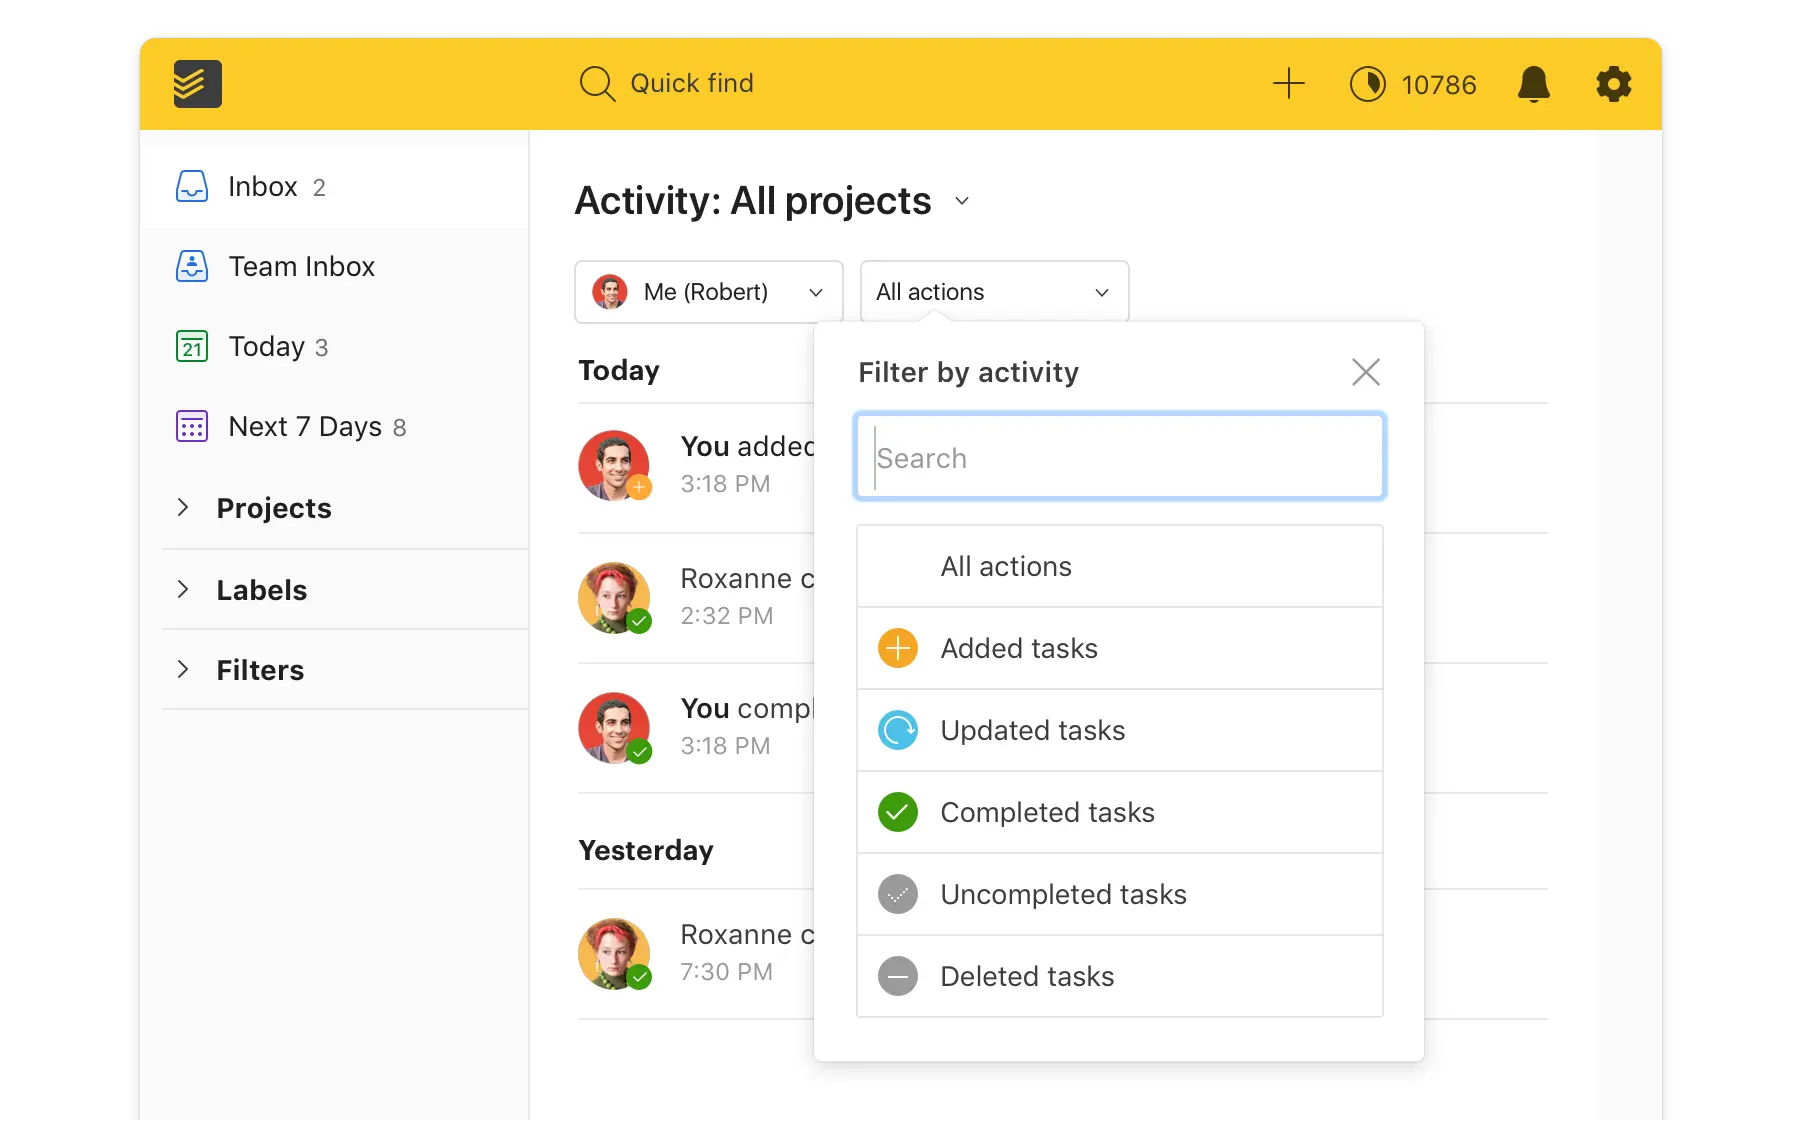 Quick find
10786
Inbox 2
Team Inbox
21
Today 3
Next 7 Days 8
Projects
Labels
Filters
Activity: All projects
Me (Robert)
All actions
Today
You added
3:18 PM
Roxanne c
2:32 PM
You compl
3:18 PM
Yesterday
Roxanne c
7:30 PM
Filter by activity
Search
All actions
Added tasks
Updated tasks
Completed tasks
Uncompleted tasks
Deleted tasks